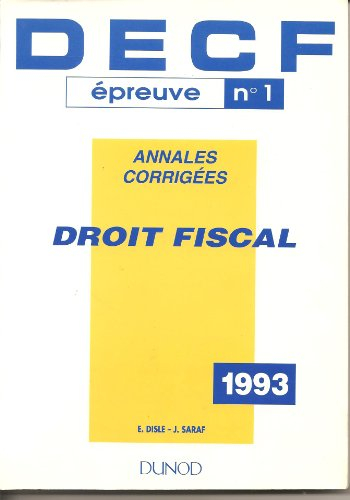 DECF
épreuve n° 1
ANNALES
CORRIGÉES
DROIT FISCAL
1993
E. DISLE - J. SARAF
DUNOD